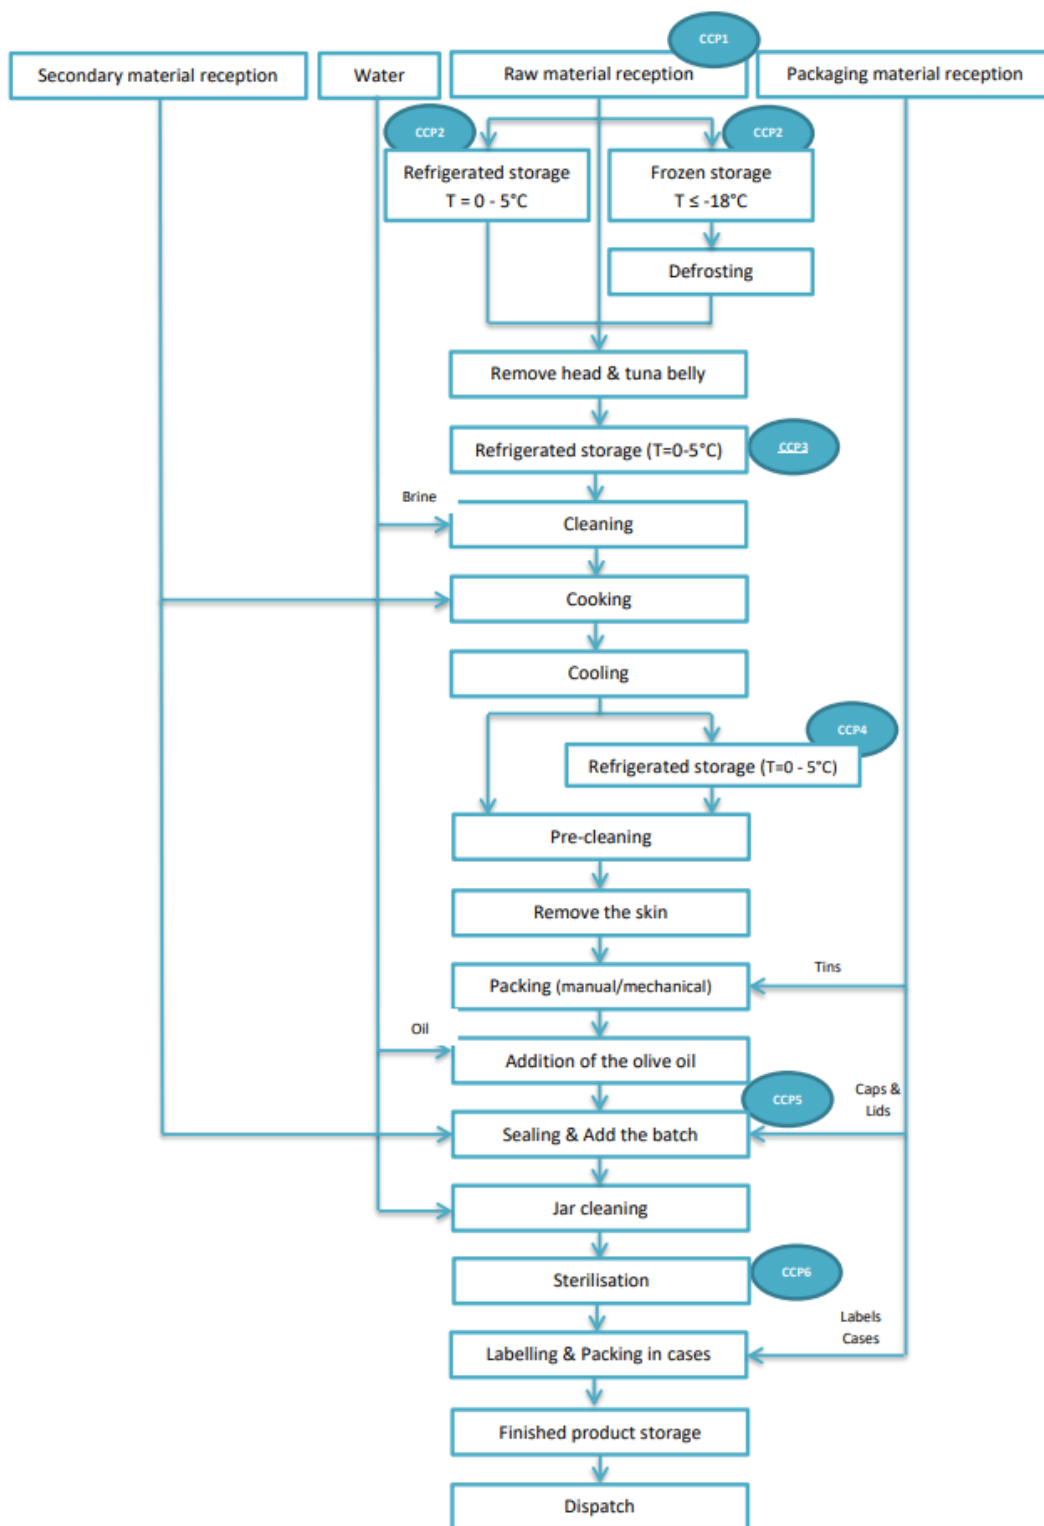 CCP1
Secondary material reception
Water
Raw material reception
Packaging material reception
CCP2
CCP2
Refrigerated storage
T = 0 - 5°C
Frozen storage
T ≤ -18°C
Defrosting
Remove head & tuna belly
Refrigerated storage (T=0-5°C)
CCP3
Brine
Cleaning
Cooking
Cooling
CCP4
Refrigerated storage (T=0 - 5°C)
Pre-cleaning
Remove the skin
Packing (manual/mechanical)
Tins
Oil
Addition of the olive oil
CCP5
Caps &
Lids
Sealing & Add the batch
Jar cleaning
Sterilisation
CCP6
Labels
Cases
Labelling & Packing in cases
Finished product storage
Dispatch